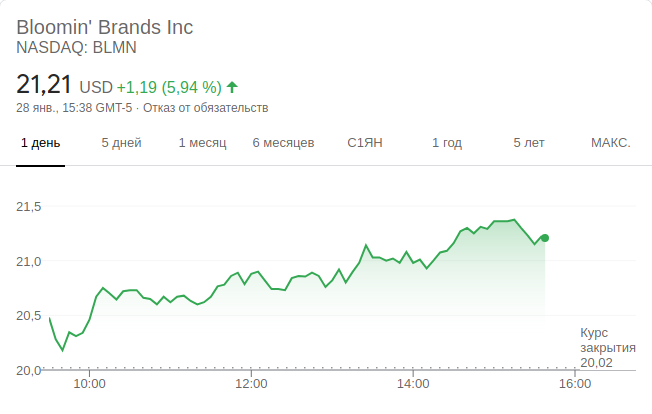 Bloomin' Brands Inc
NASDAQ: BLMN
21,21 USD +1,19 (5,94 %) ↑
28 янв., 15:38 GMT-5 · Отказ от обязательств
1 день 5 дней 1 месяц 6 месяцев С1ЯН 1 год 5 лет МАКС.
21,5
21,0
20,5
20,0
Курс
закрытия
20,02
10:00 12:00 14:00 16:00